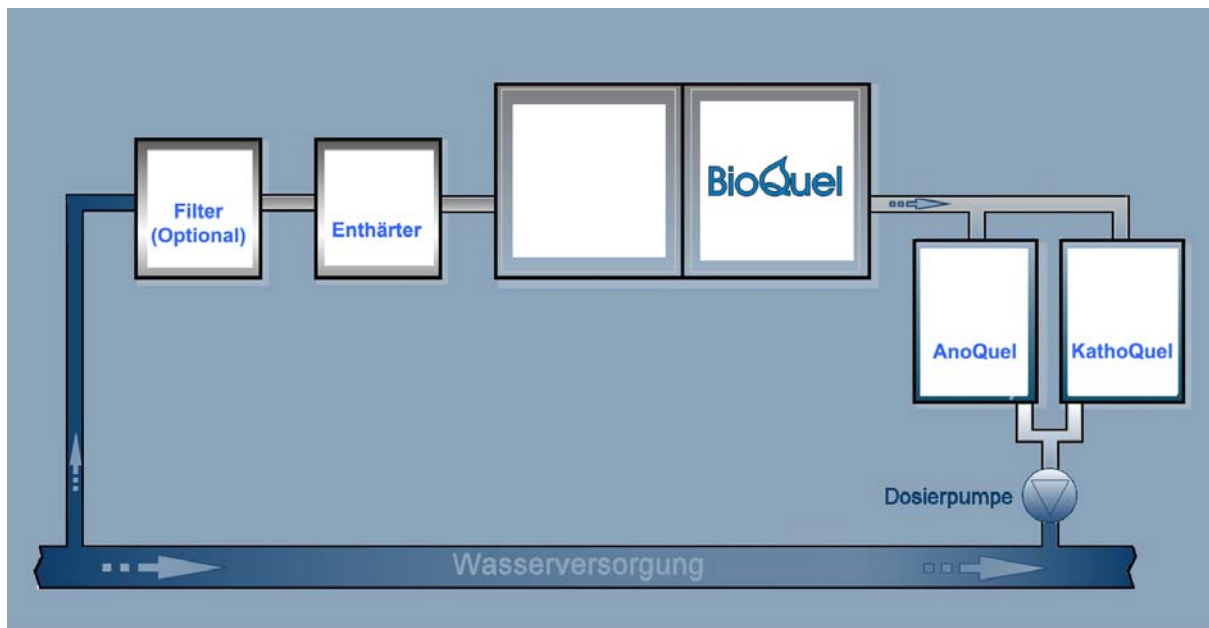 Filter
(Optional)
Enthärter
BioQuel
AnoQuel
KathoQuel
Dosierpumpe
Wasserversorgung